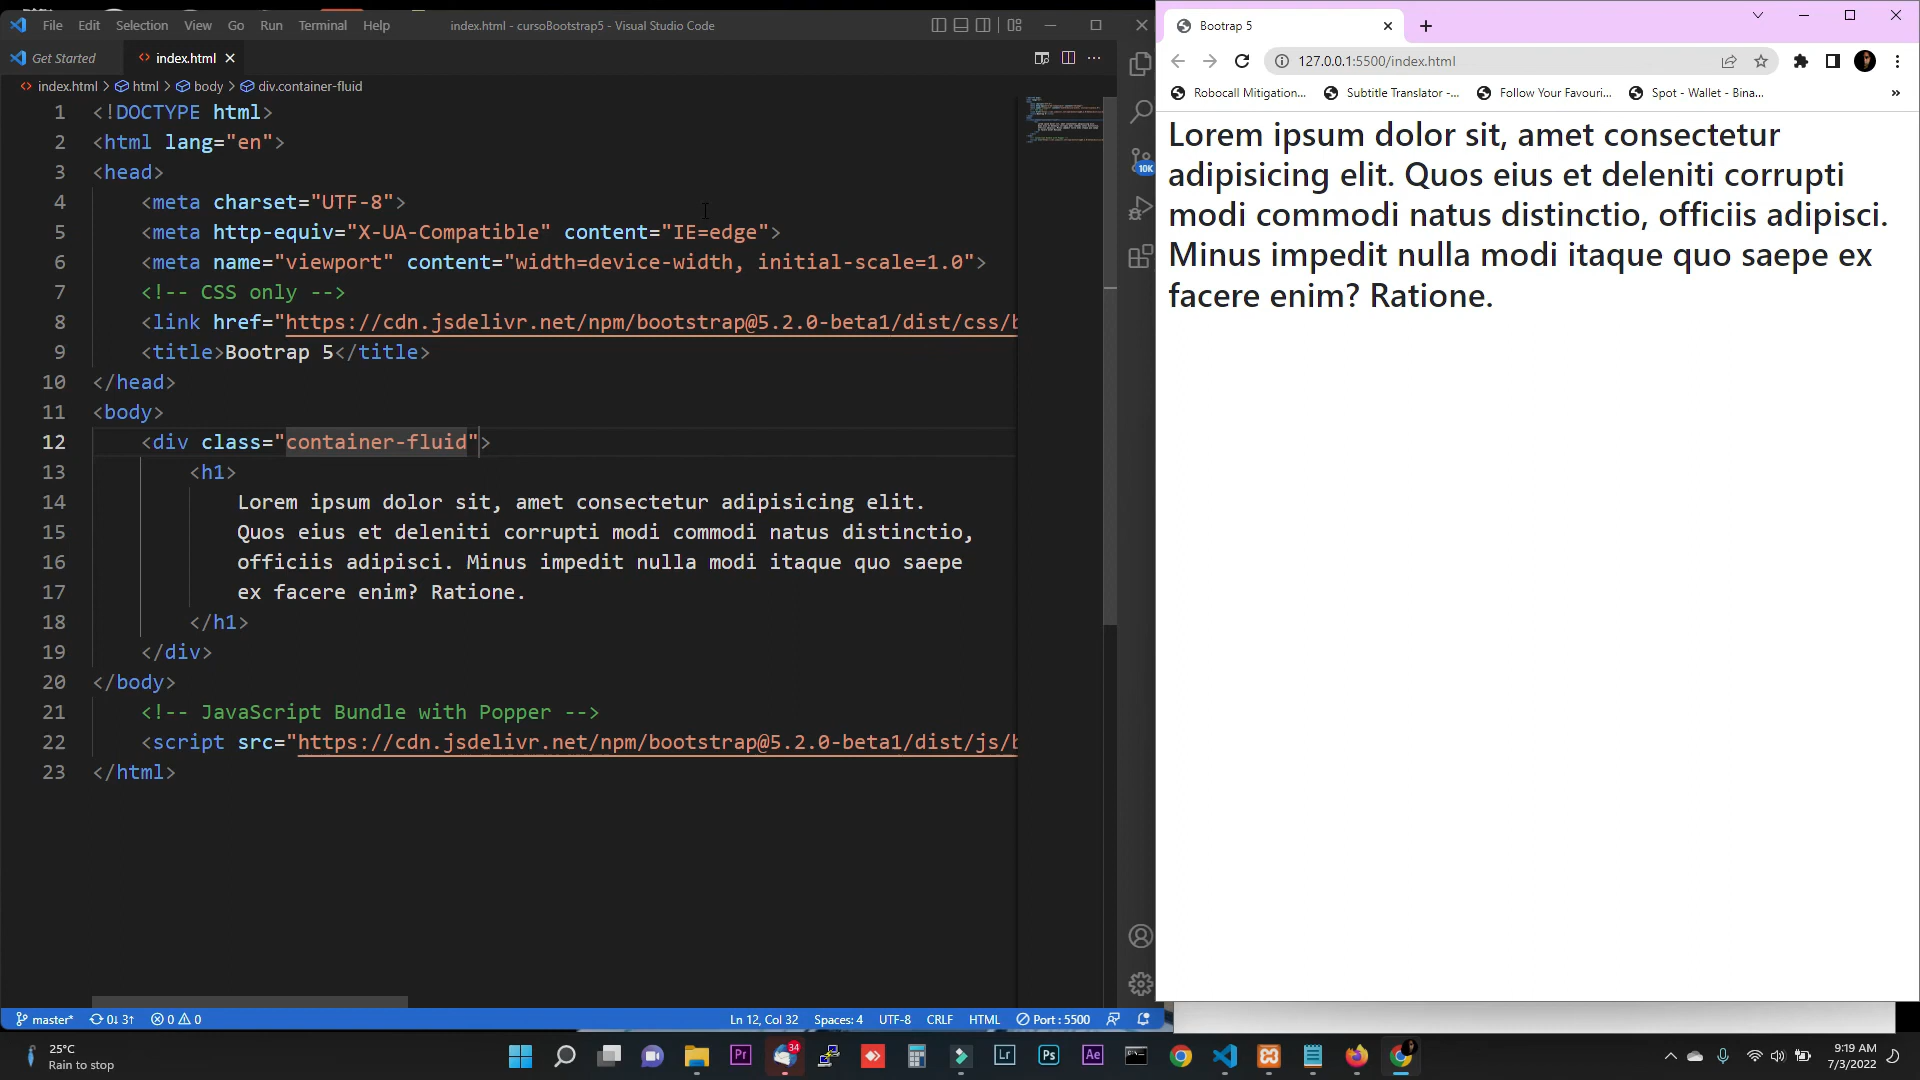 File Edit Selection View Go Run Terminal Help
index.html - cursoBootstrap5 - Visual Studio Code
Get Started
index.html
index.html > html > body > div.container-fluid
1 <!DOCTYPE html>
2 <html lang="en">
3 <head>
4 <meta charset="UTF-8">
5 <meta http-equiv="X-UA-Compatible" content="IE=edge">
6 <meta name="viewport" content="width=device-width, initial-scale=1.0">
7 <!-- CSS only -->
8 <link href="https://cdn.jsdelivr.net/npm/bootstrap@5.2.0-beta1/dist/css/b
9 <title>Bootrap 5</title>
10 </head>
11 <body>
12 <div class="container-fluid">
13 <h1>
14 Lorem ipsum dolor sit, amet consectetur adipisicing elit.
15 Quos eius et deleniti corrupti modi commodi natus distinctio,
16 officiis adipisci. Minus impedit nulla modi itaque quo saepe
17 ex facere enim? Ratione.
18 </h1>
19 </div>
20 </body>
21 <!-- JavaScript Bundle with Popper -->
22 <script src="https://cdn.jsdelivr.net/npm/bootstrap@5.2.0-beta1/dist/js/b
23 </html>
10K
master* 0↓ 3↑ 0 0
Ln 12, Col 32 Spaces: 4 UTF-8 CRLF HTML Port : 5500
Bootrap 5
127.0.0.1:5500/index.html
Robocall Mitigation... Subtitle Translator -... Follow Your Favouri... Spot - Wallet - Bina... »
Lorem ipsum dolor sit, amet consectetur
adipisicing elit. Quos eius et deleniti corrupti
modi commodi natus distinctio, officiis adipisci.
Minus impedit nulla modi itaque quo saepe ex
facere enim? Ratione.
25°C
Rain to stop
Pr
34
Lr
Ps
Ae
9:19 AM
7/3/2022